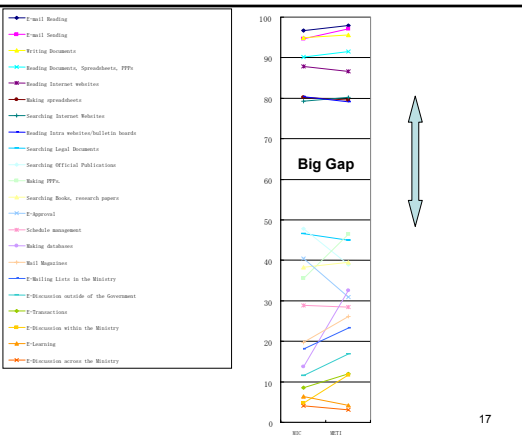 E-mail Reading
E-mail Sending
Writing Documents
Reading Documents, Spreadsheets, PPFs
Reading Internet websites
Making spreadsheets
Searching Internet Websites
Reading Intra websites/bulletin boards
Searching Legal Documents
Searching Official Publications
Making PPFs.
Searching Books, research papers
E-Approval
Schedule management
Making databases
Mail Magazines
E-Mailing Lists in the Ministry
E-Discussion outside of the Government
E-Transactions
E-Discussion within the Ministry
E-Learning
E-Discussion across the Ministry
100
90
80
70
Big Gap
60
50
40
30
20
10
0
METI
17